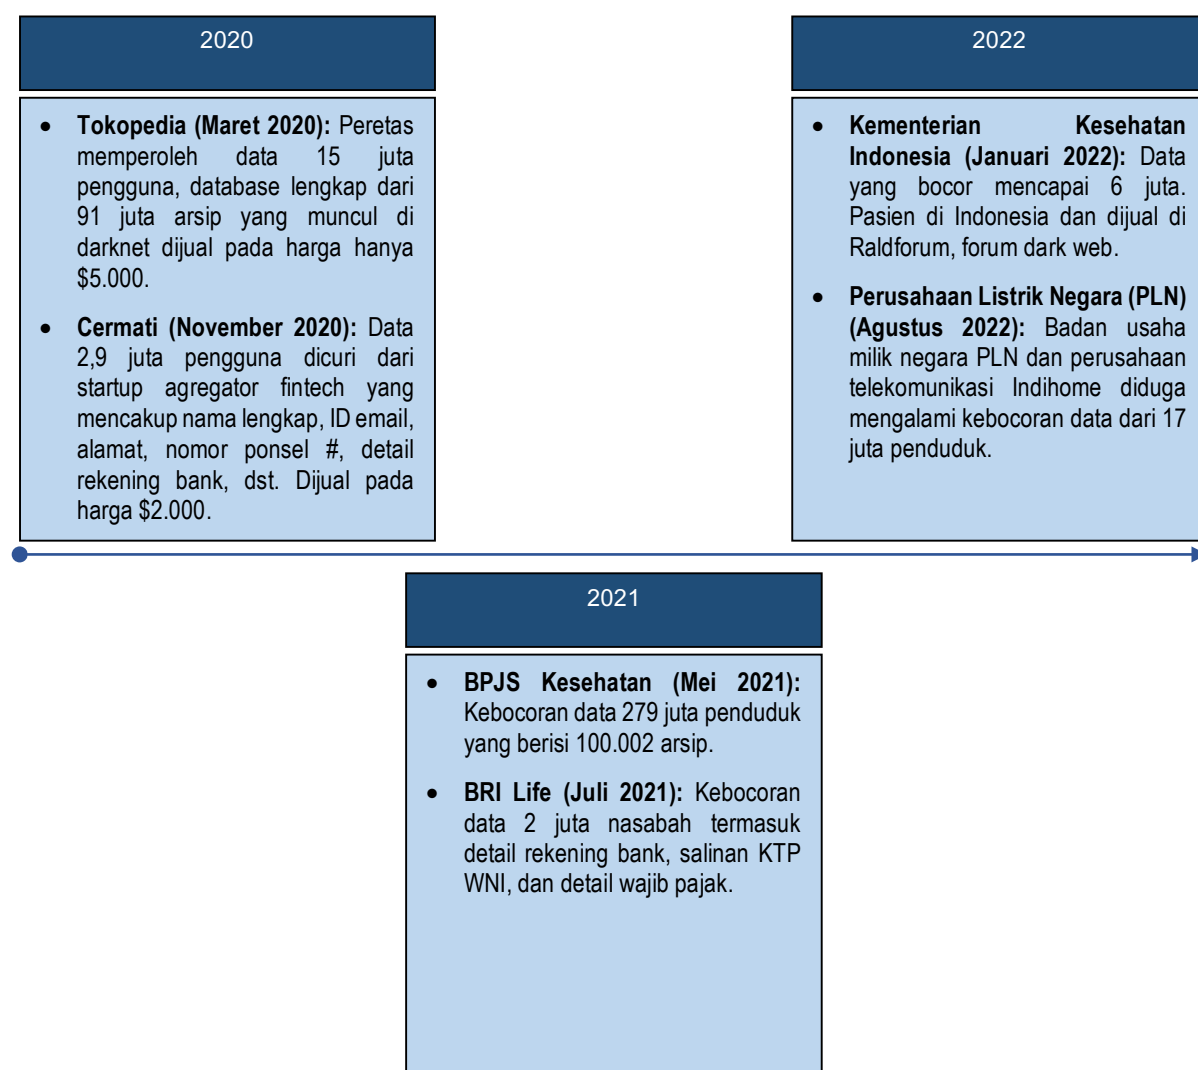 2020
• Tokopedia (Maret 2020): Peretas
memperoleh data 15 juta
pengguna, database lengkap dari
91 juta arsip yang muncul di
darknet dijual pada harga hanya
$5.000.
• Cermati (November 2020): Data
2,9 juta pengguna dicuri dari
startup agregator fintech yang
mencakup nama lengkap, ID email,
alamat, nomor ponsel #, detail
rekening bank, dst. Dijual pada
harga $2.000.
2021
• BPJS Kesehatan (Mei 2021):
Kebocoran data 279 juta penduduk
yang berisi 100.002 arsip.
• BRI Life (Juli 2021): Kebocoran
data 2 juta nasabah termasuk
detail rekening bank, salinan KTP
WNI, dan detail wajib pajak.
2022
• Kementerian Kesehatan
Indonesia (Januari 2022): Data
yang bocor mencapai 6 juta.
Pasien di Indonesia dan dijual di
Raldforum, forum dark web.
• Perusahaan Listrik Negara (PLN)
(Agustus 2022): Badan usaha
milik negara PLN dan perusahaan
telekomunikasi Indihome diduga
mengalami kebocoran data dari 17
juta penduduk.